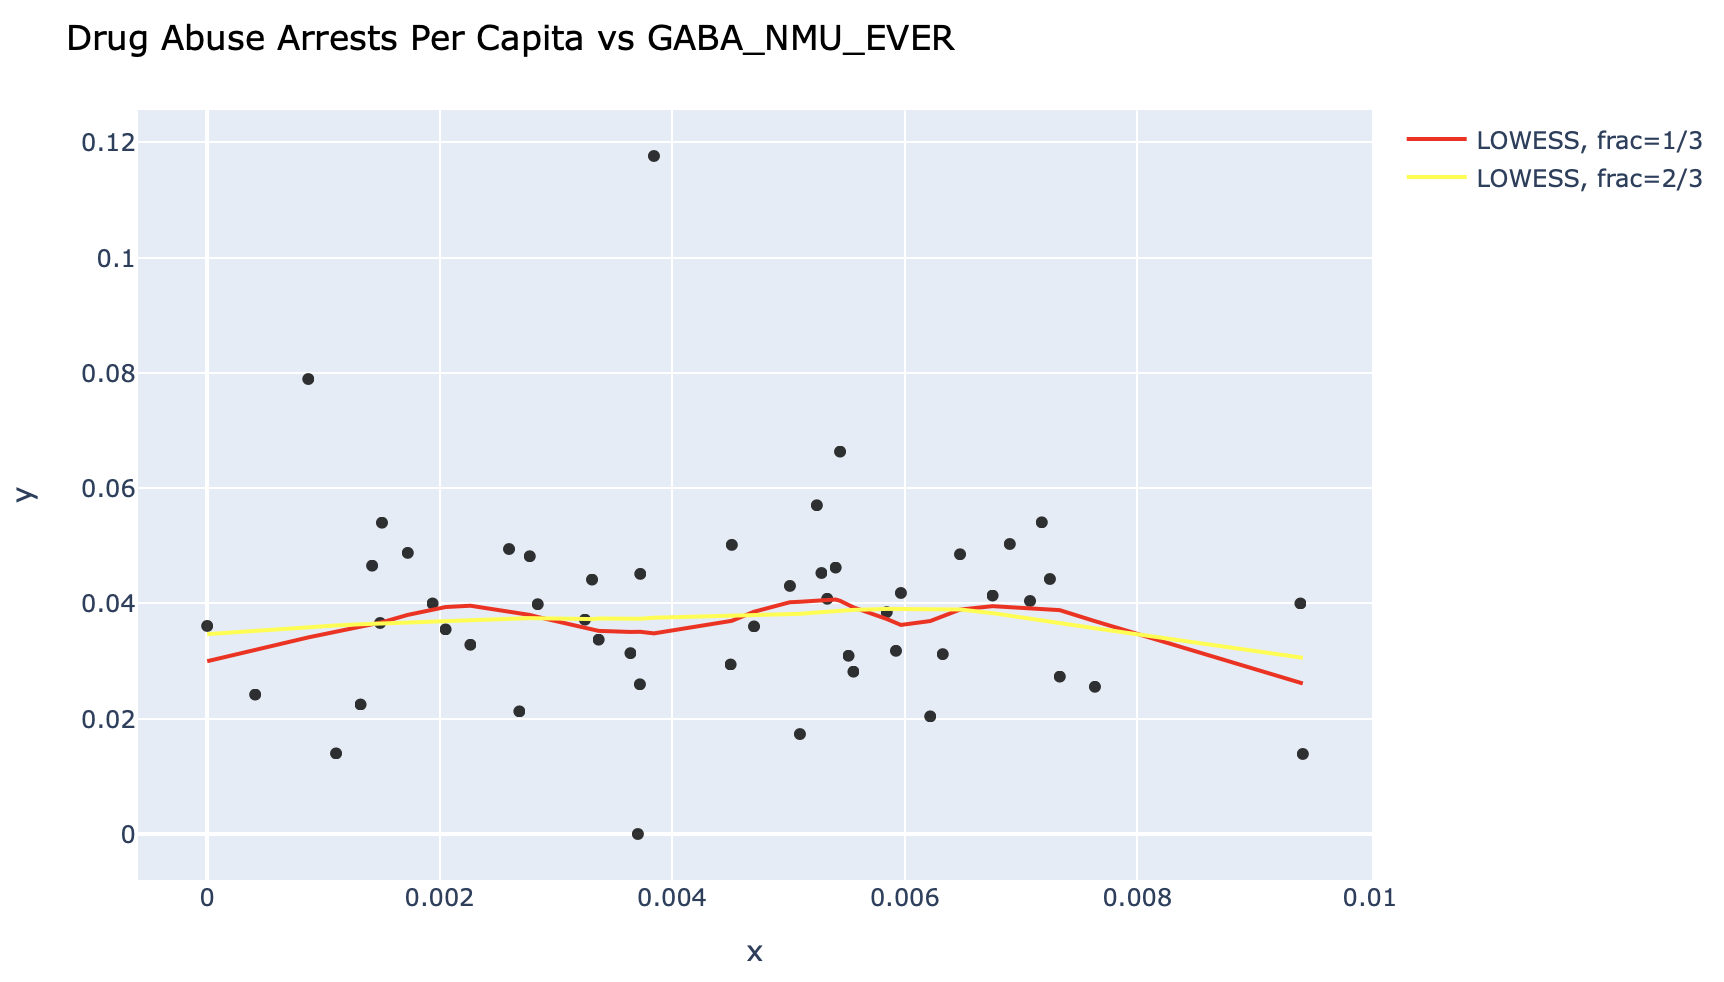 Drug Abuse Arrests Per Capita vs GABA_NMU_EVER
LOWESS, frac=1/3
LOWESS, frac=2/3
0.12
0.1
0.08
0.06
0.04
0.02
0
y
0
0.002
0.004
0.006
0.008
0.01
x